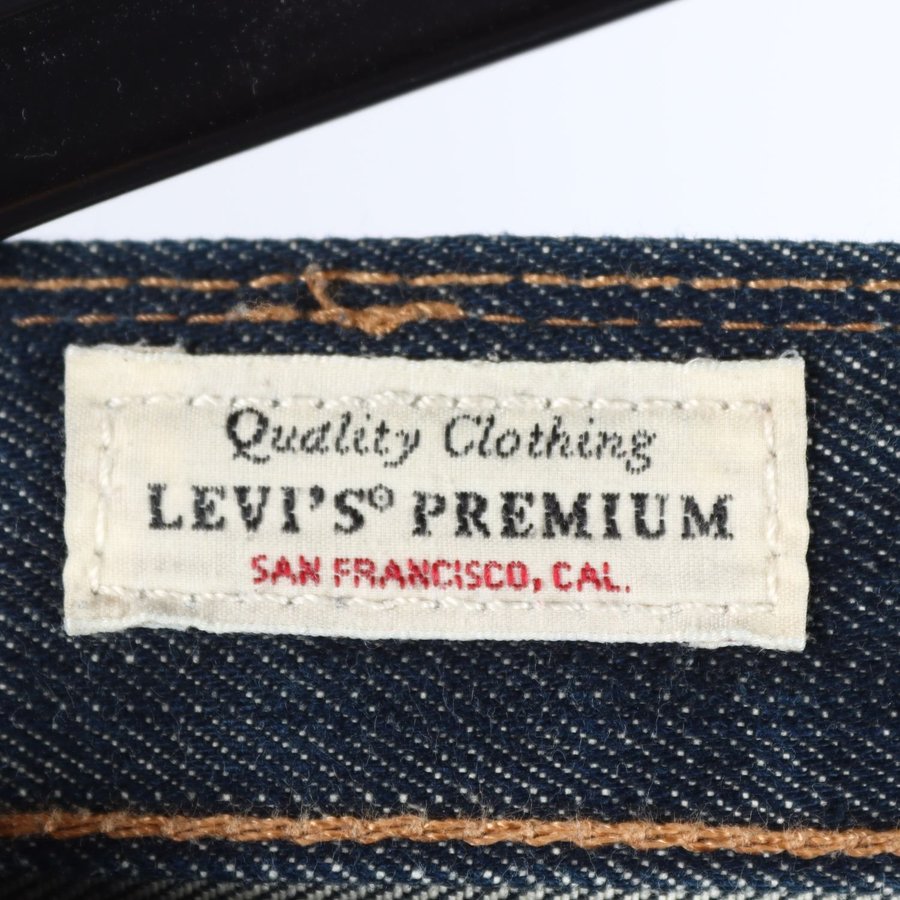 Quality Clothing
LEVI'S® PREMIUM
SAN FRANCISCO, CAL.